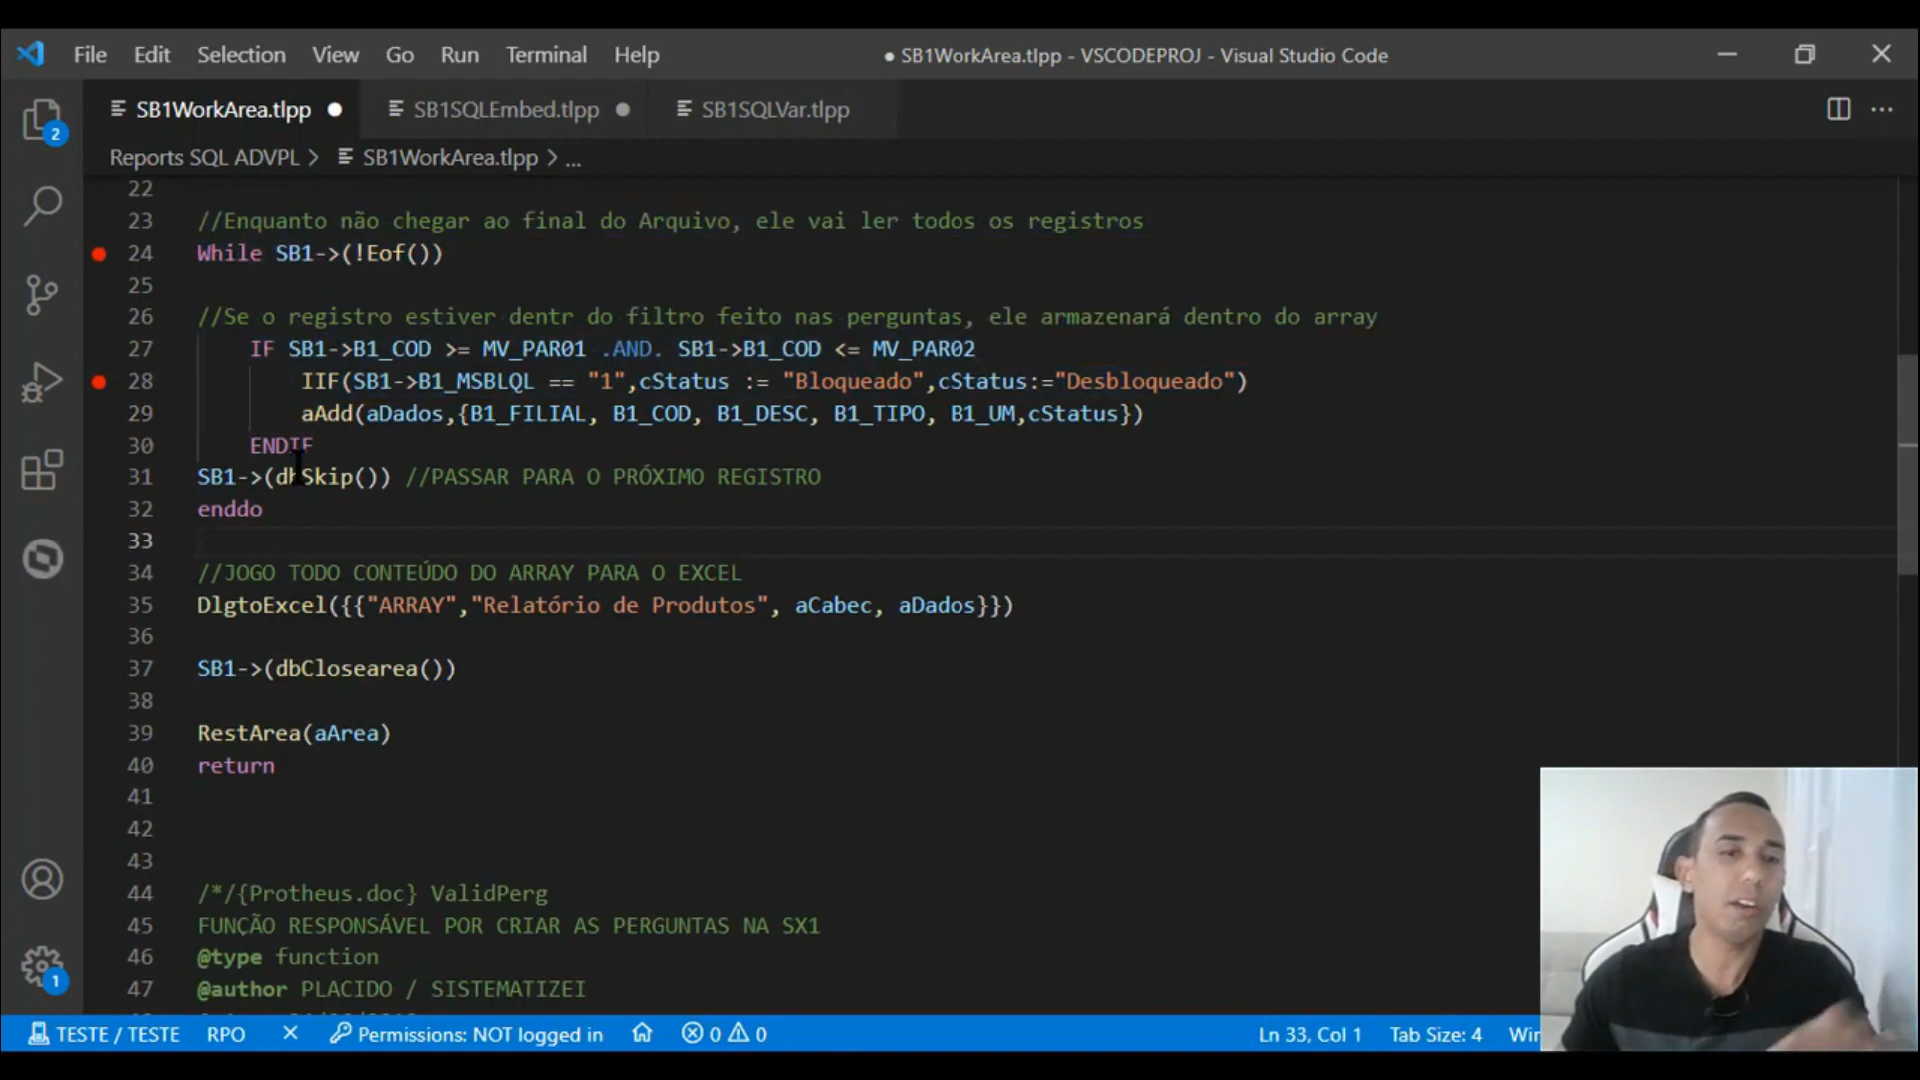 File Edit Selection View Go Run Terminal Help
● SB1WorkArea.tlpp - VSCODEPROJ - Visual Studio Code
SB1WorkArea.tlpp ● SB1SQLEmbed.tlpp ● SB1SQLVar.tlpp
2
Reports SQL ADVPL > SB1WorkArea.tlpp > ...
22
23 //Enquanto não chegar ao final do Arquivo, ele vai ler todos os registros
24 While SB1->(!Eof())
25
26 //Se o registro estiver dentr do filtro feito nas perguntas, ele armazenará dentro do array
27 IF SB1->B1_COD >= MV_PAR01 .AND. SB1->B1_COD <= MV_PAR02
28 IIF(SB1->B1_MSBLQL == "1",cStatus := "Bloqueado",cStatus:="Desbloqueado")
29 aAdd(aDados,{B1_FILIAL, B1_COD, B1_DESC, B1_TIPO, B1_UM,cStatus})
30 ENDIF
31 SB1->(dbSkip()) //PASSAR PARA O PRÓXIMO REGISTRO
32 enddo
33
34 //JOGO TODO CONTEÚDO DO ARRAY PARA O EXCEL
35 DlgtoExcel({{"ARRAY","Relatório de Produtos", aCabec, aDados}})
36
37 SB1->(dbClosearea())
38
39 RestArea(aArea)
40 return
41
42
43
44 /*/{Protheus.doc} ValidPerg
45 FUNÇÃO RESPONSÁVEL POR CRIAR AS PERGUNTAS NA SX1
46 @type function
47 @author PLACIDO / SISTEMATIZEI
1
TESTE / TESTE RPO Permissions: NOT logged in 0 0 Ln 33, Col 1 Tab Size: 4